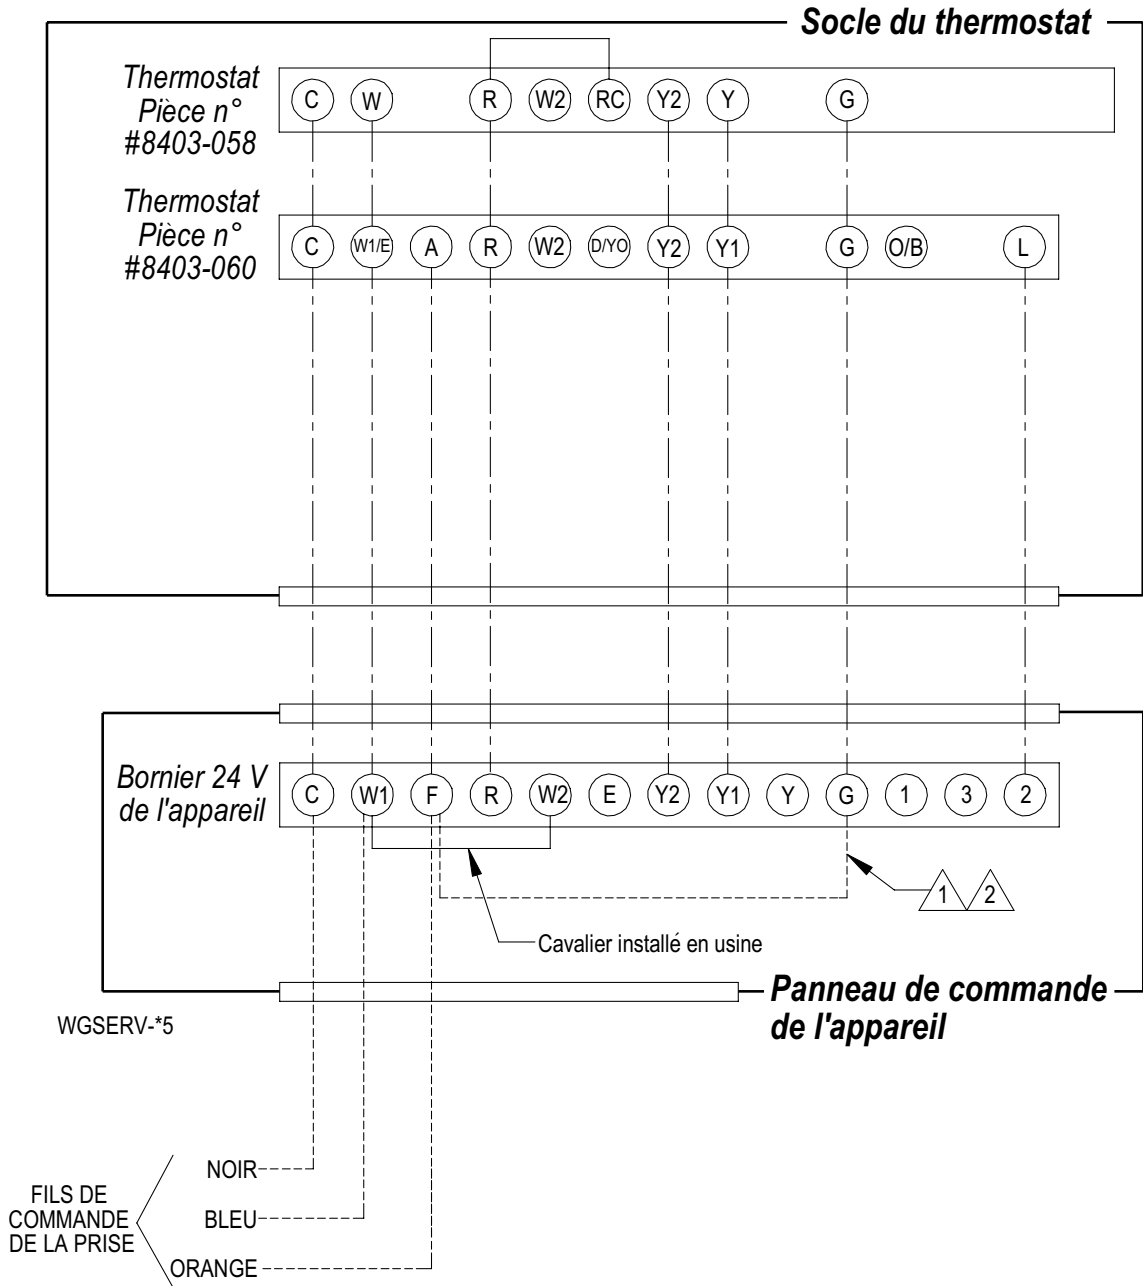 Socle du thermostat
Thermostat
Pièce n°
#8403-058
C W R W2 RC Y2 Y G
Thermostat
Pièce n°
#8403-060
C W1/E A R W2 D/YO Y2 Y1 G O/B L
Bornier 24 V
de l'appareil
C W1 F R W2 E Y2 Y1 Y G 1 3 2
1 2
Cavalier installé en usine
Panneau de commande
de l'appareil
WGSERV-*5
FILS DE
COMMANDE
DE LA PRISE
NOIR
BLEU
ORANGE